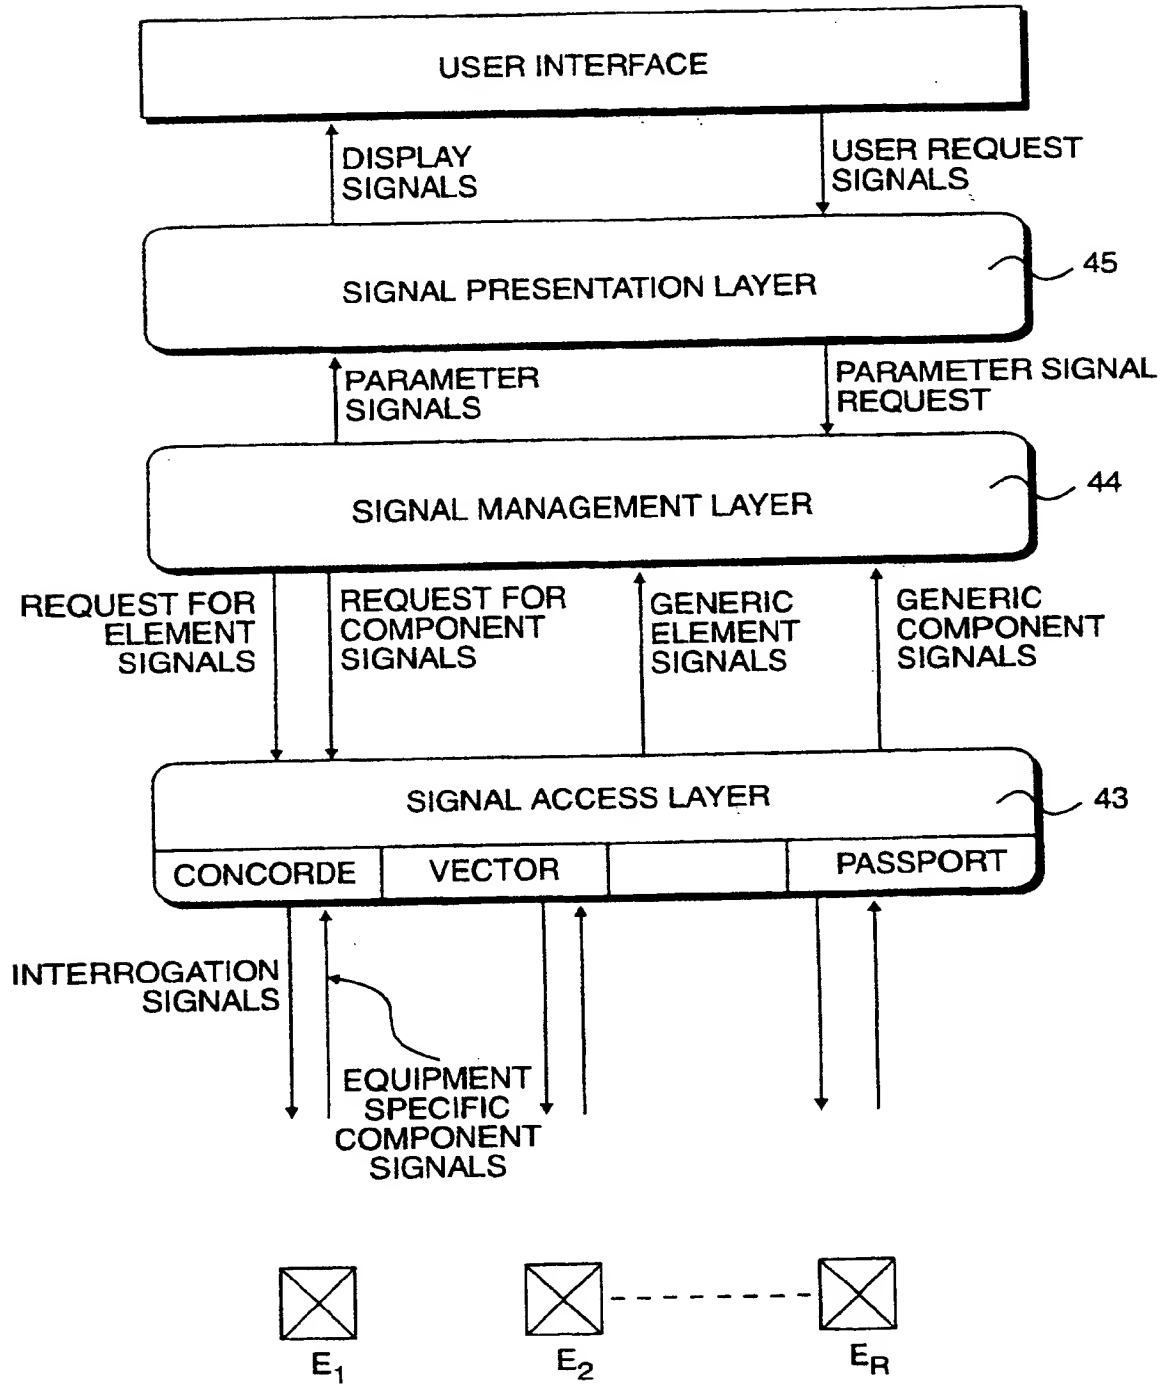 USER INTERFACE
DISPLAY
SIGNALS
USER REQUEST
SIGNALS
SIGNAL PRESENTATION LAYER
45
PARAMETER
SIGNALS
PARAMETER SIGNAL
REQUEST
SIGNAL MANAGEMENT LAYER
44
REQUEST FOR
ELEMENT
SIGNALS
REQUEST FOR
COMPONENT
SIGNALS
GENERIC
ELEMENT
SIGNALS
GENERIC
COMPONENT
SIGNALS
SIGNAL ACCESS LAYER
43
CONCORDE
VECTOR
PASSPORT
INTERROGATION
SIGNALS
EQUIPMENT
SPECIFIC
COMPONENT
SIGNALS
E1
E2
ER